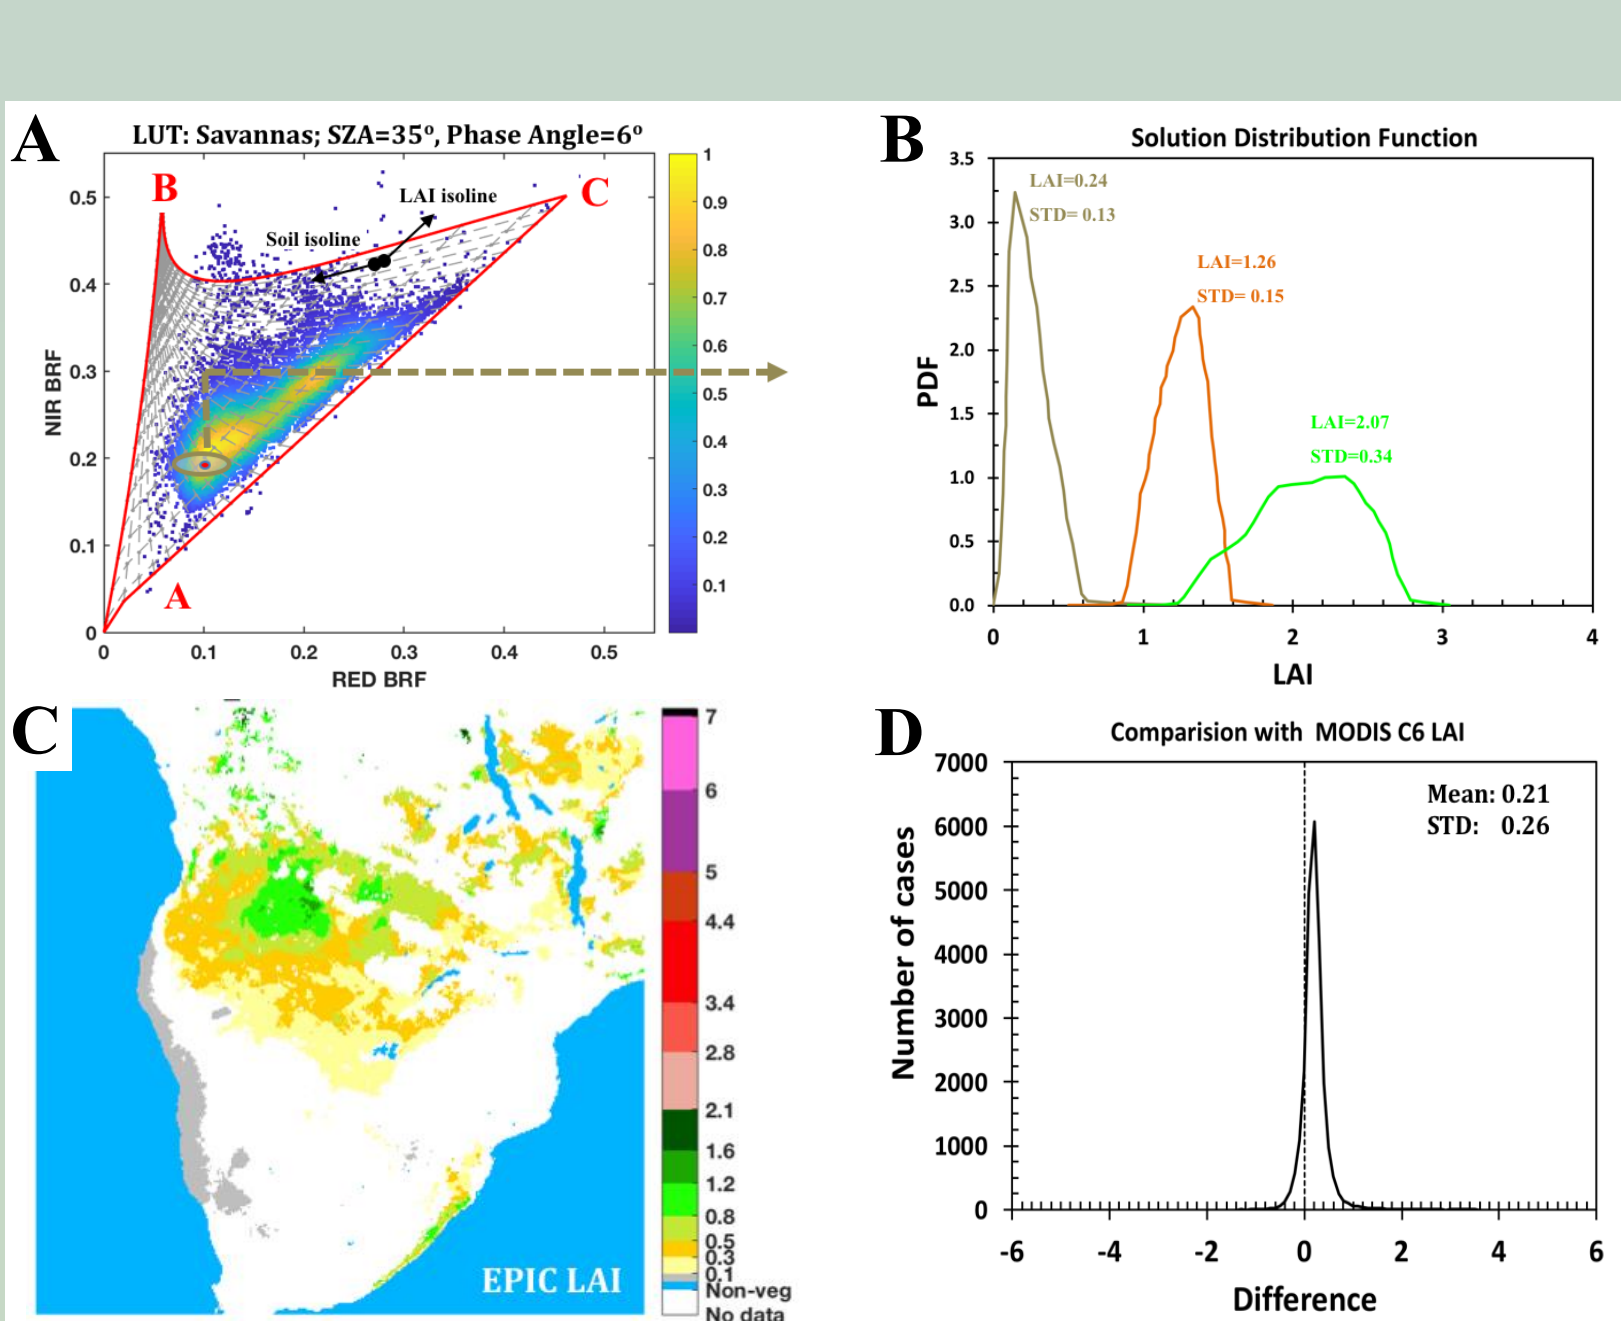 A
LUT: Savannas; SZA=35º, Phase Angle=6º
B
C
LAI isoline
Soil isoline
A
0.5
0.4
0.3
0.2
0.1
0
NIR BRF
0
0.1
0.2
0.3
0.4
0.5
RED BRF
1
0.9
0.8
0.7
0.6
0.5
0.4
0.3
0.2
0.1
B
Solution Distribution Function
LAI=0.24
STD= 0.13
LAI=1.26
STD= 0.15
LAI=2.07
STD=0.34
3.5
3.0
2.5
2.0
1.5
1.0
0.5
0.0
PDF
0
1
2
3
4
LAI
C
EPIC LAI
7
6
5
4.4
3.4
2.8
2.1
1.6
1.2
0.8
0.5
0.3
0.1
Non-veg
No data
D
Comparision with MODIS C6 LAI
Mean: 0.21
STD: 0.26
7000
6000
5000
4000
3000
2000
1000
0
Number of cases
-6
-4
-2
0
2
4
6
Difference